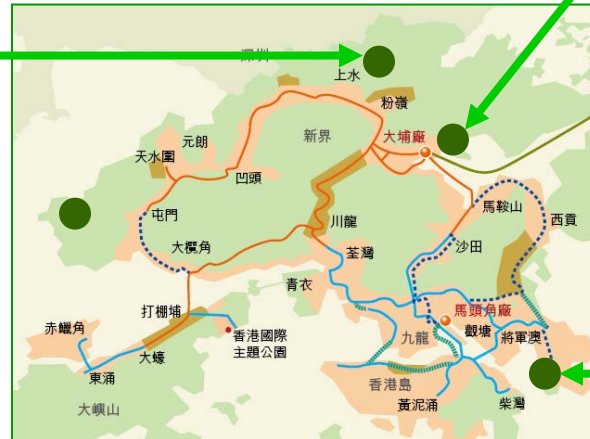 深圳
上水
粉嶺
元朗
新界
大埔廠
天水圍
凹頭
馬鞍山
屯門
川龍
西貢
大欖角
荃灣
沙田
青衣
打棚埔
馬頭角廠
赤鱲角
香港國際
主題公園
九龍
觀塘
將軍澳
大蠔
東涌
香港島
大嶼山
黃泥涌
柴灣